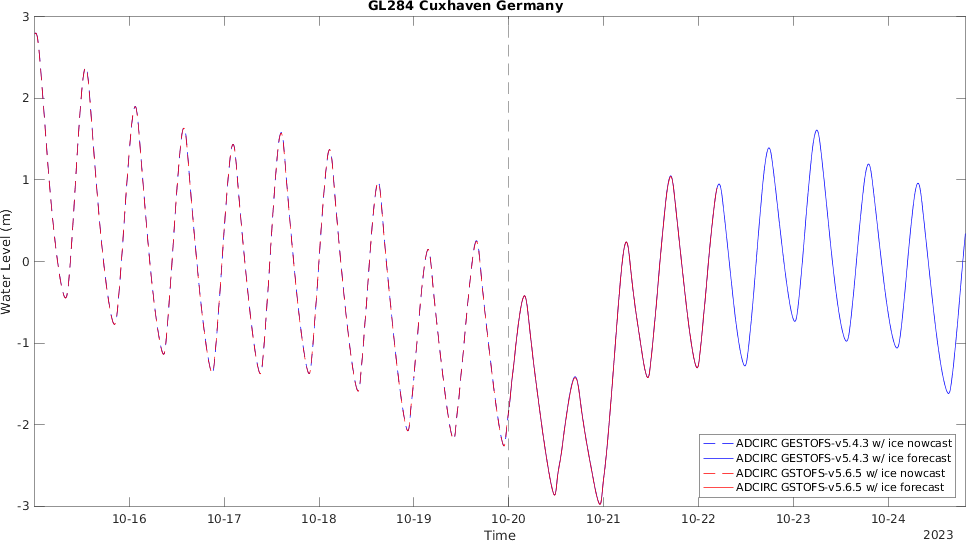 GL284 Cuxhaven Germany
3
2
1
0
-1
-2
-3
Water Level (m)
ADCIRC GESTOFS-v5.4.3 w/ ice nowcast
ADCIRC GESTOFS-v5.4.3 w/ ice forecast
ADCIRC GSTOFS-v5.6.5 w/ ice nowcast
ADCIRC GSTOFS-v5.6.5 w/ ice forecast
10-16 10-17 10-18 10-19 10-20 10-21 10-22 10-23 10-24
Time
2023